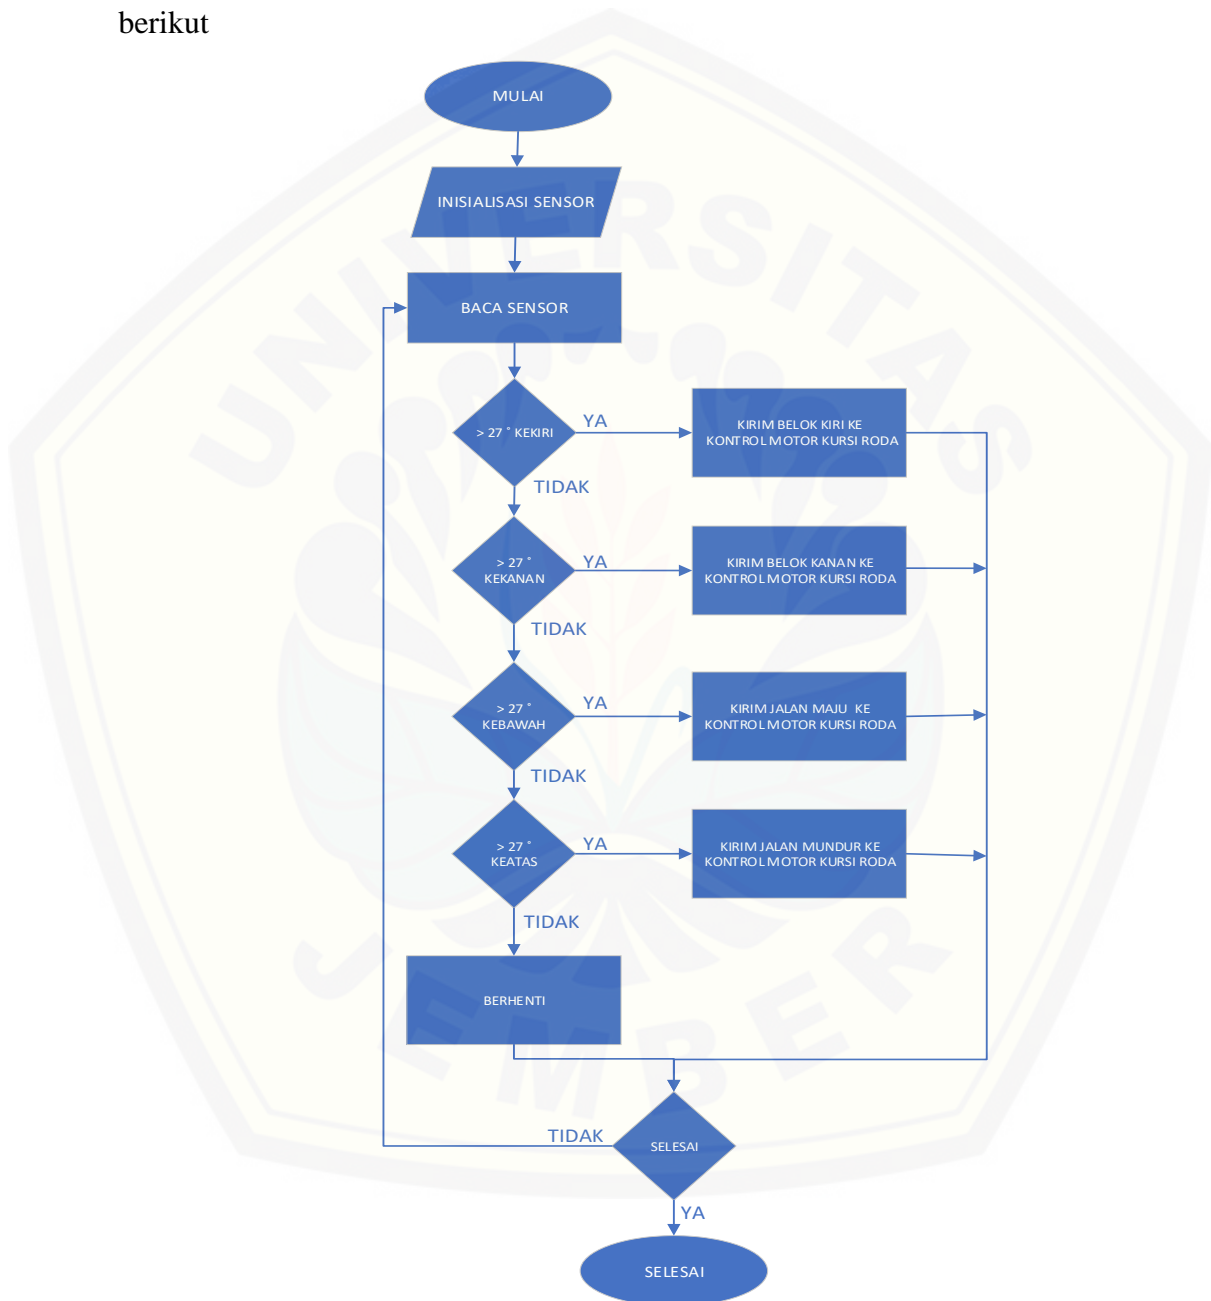 berikut
MULAI
INISIALISASI SENSOR
BACA SENSOR
> 27 ˚ KEKIRI
YA
KIRIM BELOK KIRI KE
KONTROL MOTOR KURSI RODA
TIDAK
> 27 ˚
KEKANAN
YA
KIRIM BELOK KANAN KE
KONTROL MOTOR KURSI RODA
TIDAK
> 27 ˚
KEBAWAH
YA
KIRIM JALAN MAJU KE
KONTROL MOTOR KURSI RODA
TIDAK
> 27 ˚
KEATAS
YA
KIRIM JALAN MUNDUR KE
KONTROL MOTOR KURSI RODA
TIDAK
BERHENTI
TIDAK
SELESAI
YA
SELESAI
UNIVERSITAS
JEMBER